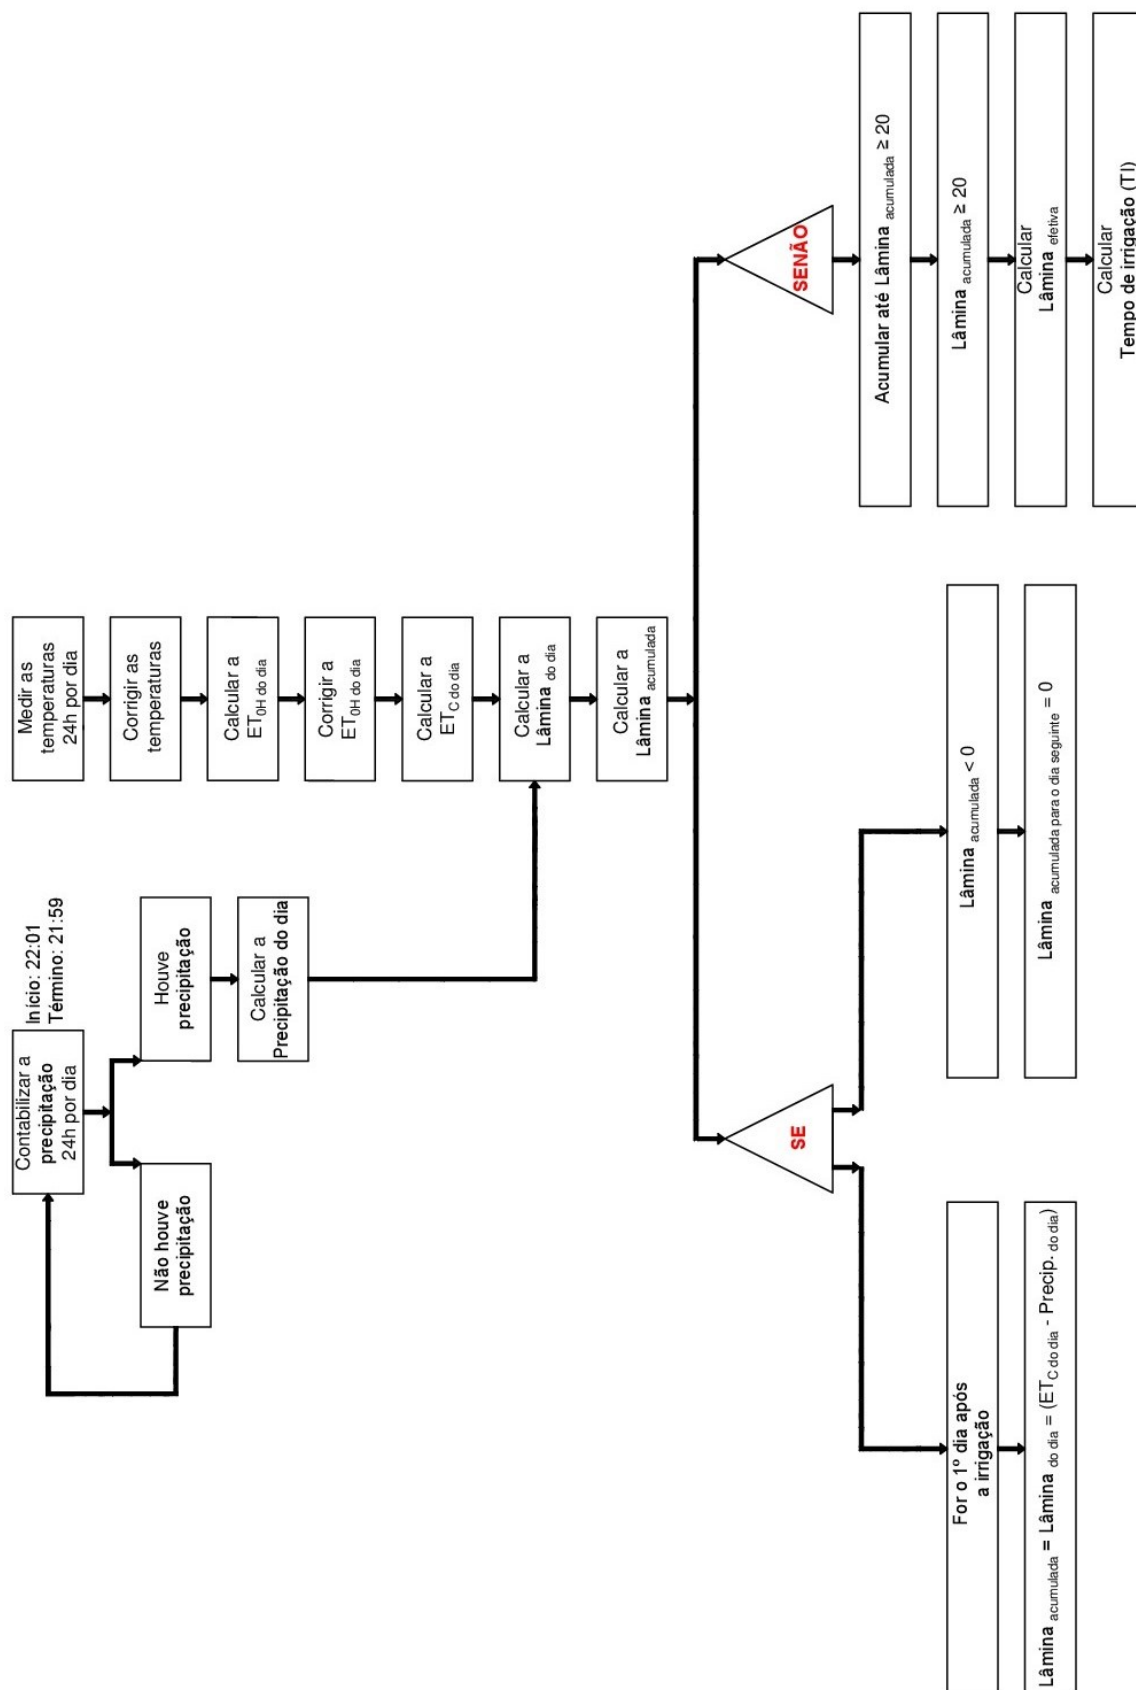 Contabilizar a
precipitação
24h por dia
Início: 22:01
Término: 21:59
Não houve
precipitação
Houve
precipitação
Calcular a
Precipitação do dia
Medir as
temperaturas
24h por dia
Corrigir as
temperaturas
Calcular a
ET0H do dia
Corrigir a
ET0H do dia
Calcular a
ETC do dia
Calcular a
Lâmina do dia
Calcular a
Lâmina acumulada
SE
For o 1º dia após
a irrigação
Lâmina acumulada = Lâmina do dia = (ETC do dia - Precip. do dia)
Lâmina acumulada < 0
Lâmina acumulada para o dia seguinte = 0
SENÃO
Acumular até Lâmina acumulada ≥ 20
Lâmina acumulada ≥ 20
Calcular
Lâmina efetiva
Calcular
Tempo de irrigação (TI)